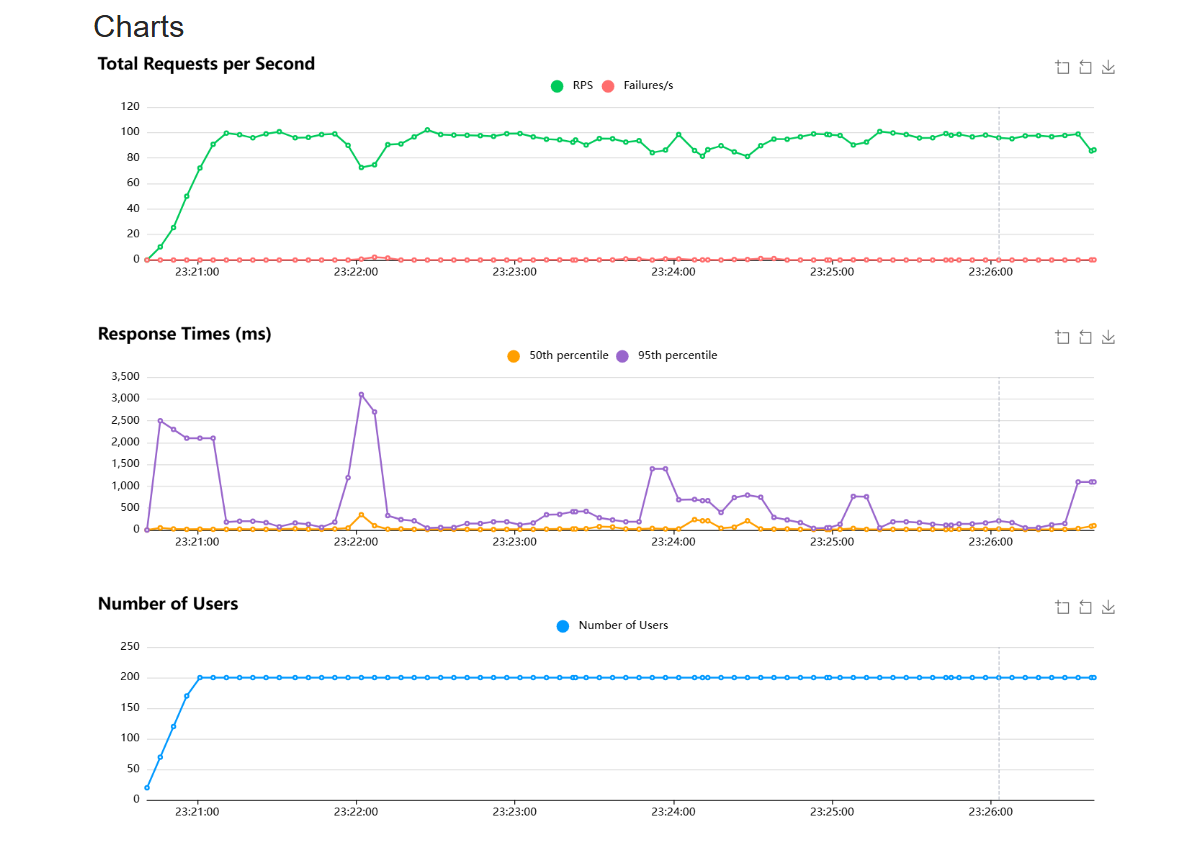 Charts
Total Requests per Second
RPS Failures/s
120
100
80
60
40
20
0
23:21:00 23:22:00 23:23:00 23:24:00 23:25:00 23:26:00
Response Times (ms)
50th percentile 95th percentile
3,500
3,000
2,500
2,000
1,500
1,000
500
0
23:21:00 23:22:00 23:23:00 23:24:00 23:25:00 23:26:00
Number of Users
Number of Users
250
200
150
100
50
0
23:21:00 23:22:00 23:23:00 23:24:00 23:25:00 23:26:00